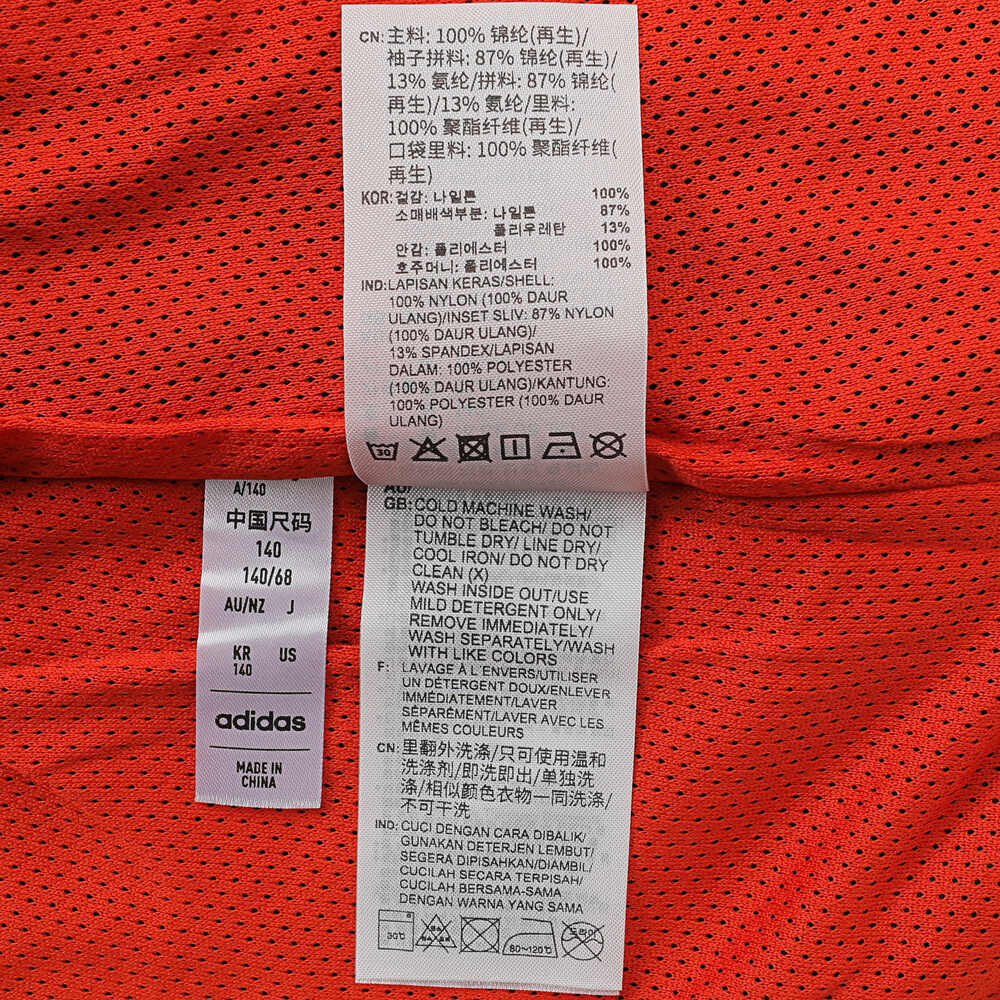 CN: 主料: 100% 锦纶(再生)/
袖子拼料: 87% 锦纶(再生)/
13% 氨纶/拼料: 87% 锦纶(
再生)/13% 氨纶/里料:
100% 聚酯纤维(再生)/
口袋里料: 100% 聚酯纤维(
再生)
KOR: 겉감: 나일론 100%
소매배색부분: 나일론 87%
폴리우레탄 13%
안감: 폴리에스터 100%
호주머니: 폴리에스터 100%
IND: LAPISAN KERAS/SHELL:
100% NYLON (100% DAUR
ULANG)/INSET SLIV: 87% NYLON
(100% DAUR ULANG)/
13% SPANDEX/LAPISAN
DALAM: 100% POLYESTER
(100% DAUR ULANG)/KANTUNG:
100% POLYESTER (100% DAUR
ULANG)
30
A/140
中国尺码
140
140/68
AU/NZ J
KR US
140
adidas
MADE IN
CHINA
AU/
GB: COLD MACHINE WASH/
DO NOT BLEACH/ DO NOT
TUMBLE DRY/ LINE DRY/
COOL IRON/ DO NOT DRY
CLEAN (X)
WASH INSIDE OUT/USE
MILD DETERGENT ONLY/
REMOVE IMMEDIATELY/
WASH SEPARATELY/WASH
WITH LIKE COLORS
F: LAVAGE À L'ENVERS/UTILISER
UN DÉTERGENT DOUX/ENLEVER
IMMÉDIATEMENT/LAVER
SÉPARÉMENT/LAVER AVEC LES
MÊMES COULEURS
CN: 里翻外洗涤/只可使用温和
洗涤剂/即洗即出/单独洗
涤/相似颜色衣物一同洗涤/
不可干洗
IND: CUCI DENGAN CARA DIBALIK/
GUNAKAN DETERJEN LEMBUT/
SEGERA DIPISAHKAN/DIAMBIL/
CUCILAH SECARA TERPISAH/
CUCILAH BERSAMA-SAMA
DENGAN WARNA YANG SAMA
30℃
80~120℃
드라이